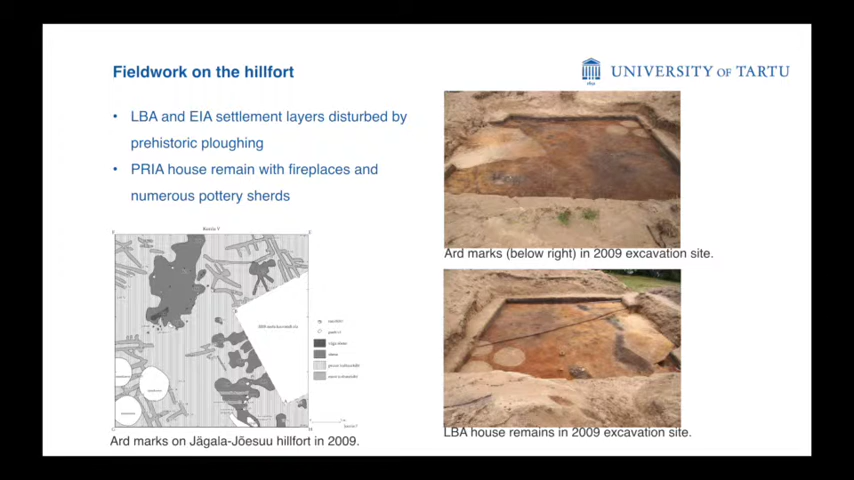 Fieldwork on the hillfort
UNIVERSITY OF TARTU
• LBA and EIA settlement layers disturbed by
prehistoric ploughing
• PRIA house remain with fireplaces and
numerous pottery sherds
Ard marks (below right) in 2009 excavation site.
Ard marks on Jägala-Jõesuu hillfort in 2009.
LBA house remains in 2009 excavation site.